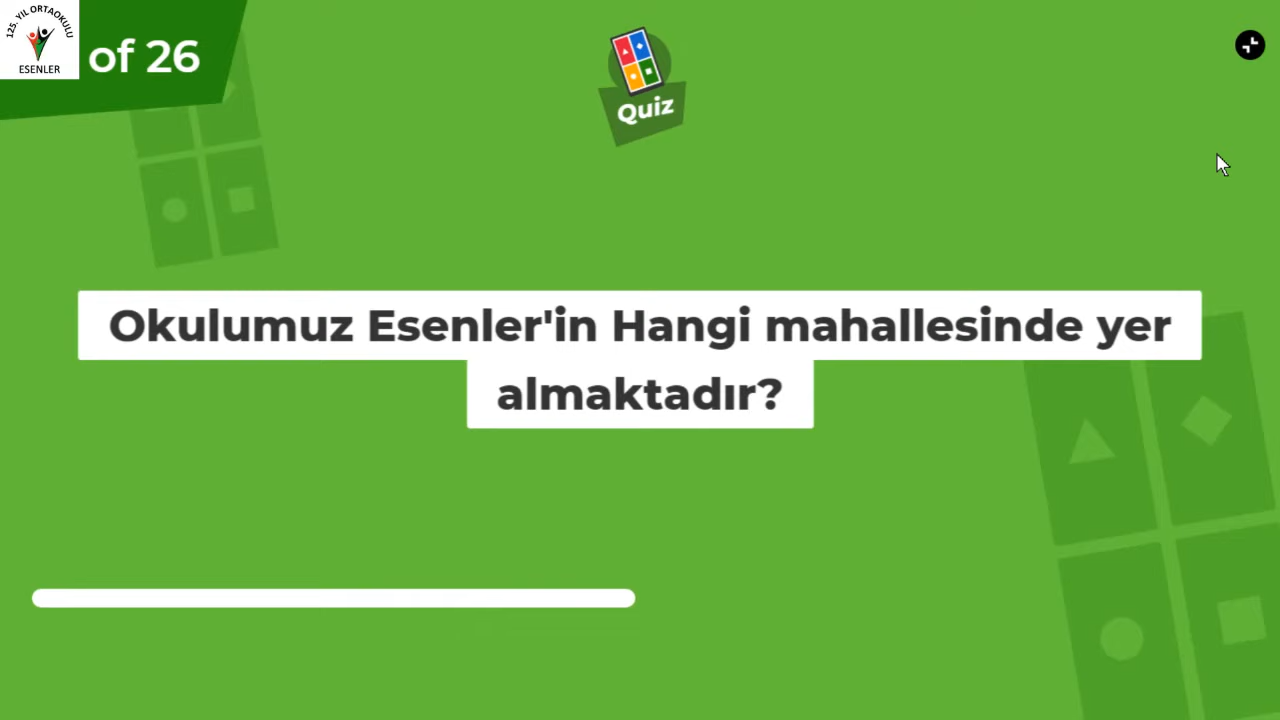 125. YIL ORTAOKULU
ESENLER
of 26
Quiz
Okulumuz Esenler'in Hangi mahallesinde yer
almaktadır?